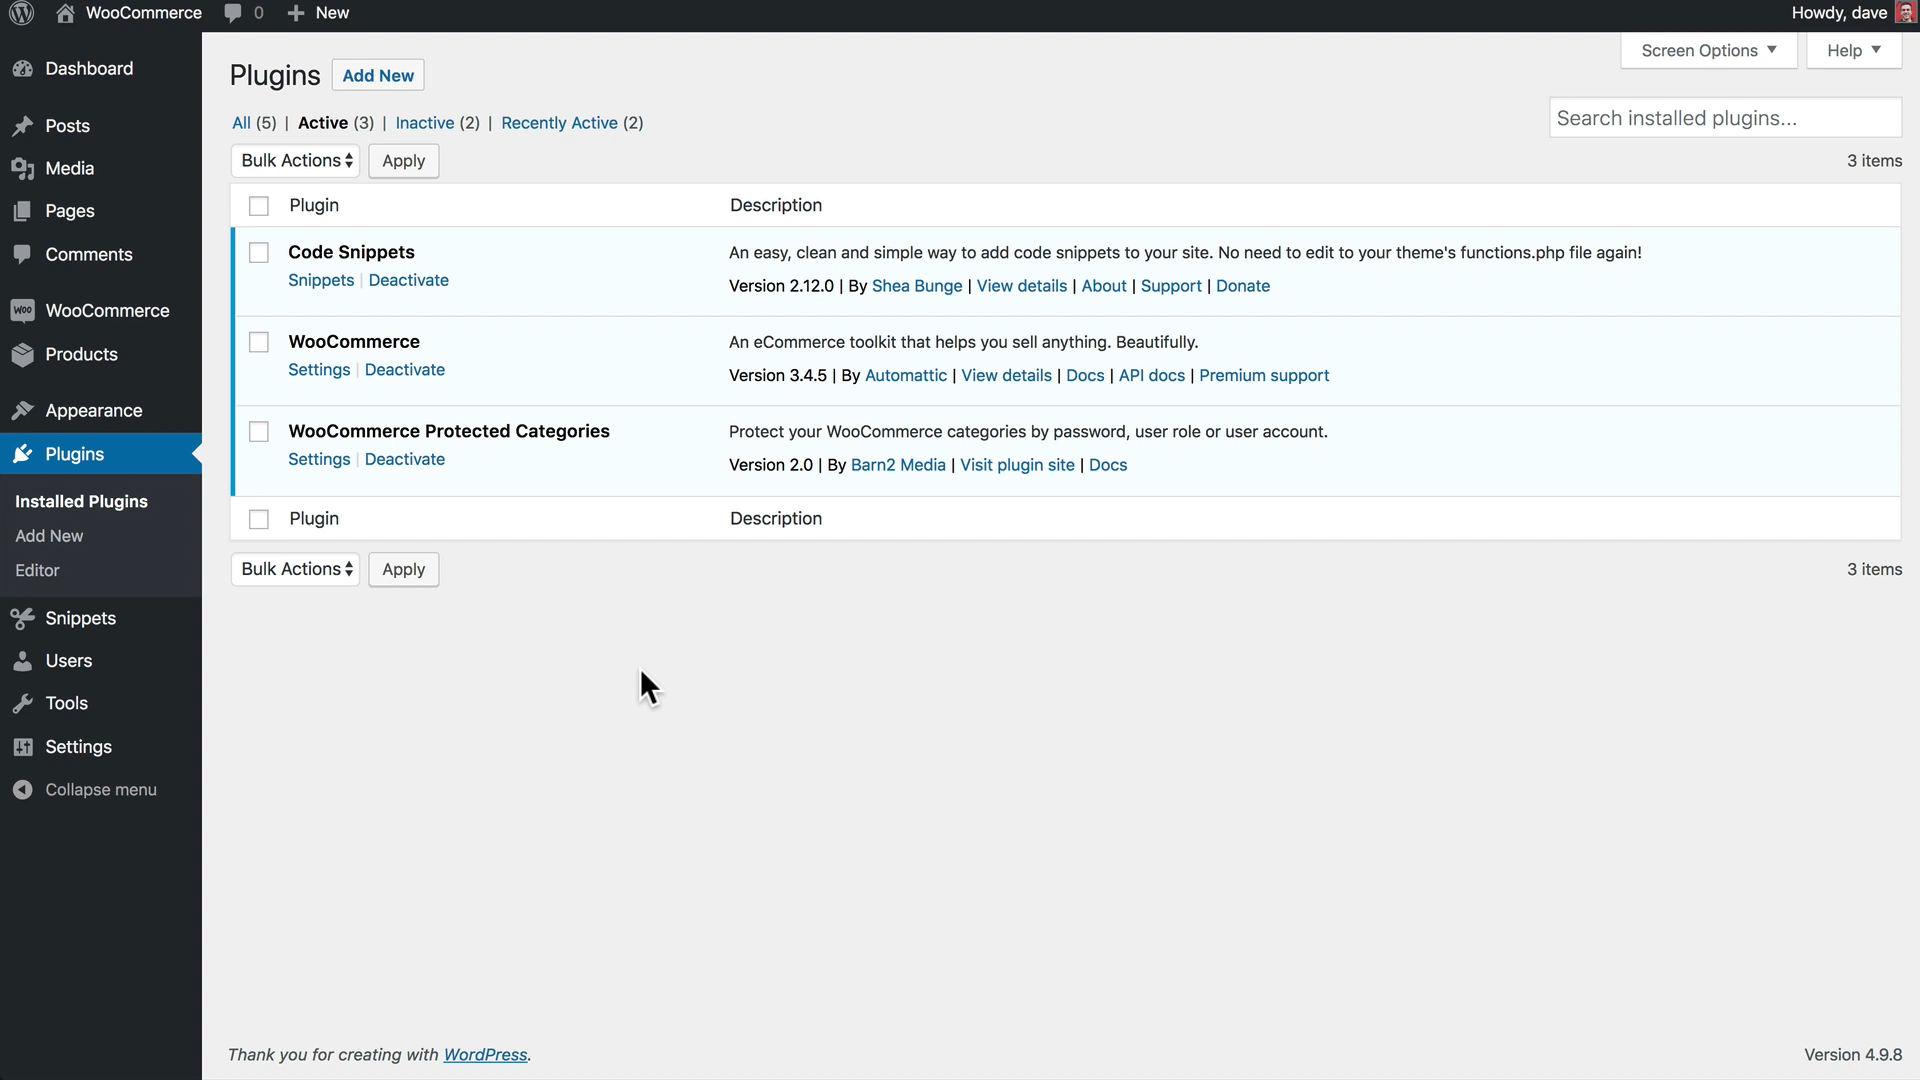 WooCommerce 0 New Howdy, dave
Screen Options Help
Dashboard
Posts
Media
Pages
Comments
WooCommerce
Products
Appearance
Plugins
Installed Plugins
Add New
Editor
Snippets
Users
Tools
Settings
Collapse menu
Plugins Add New
All (5) | Active (3) | Inactive (2) | Recently Active (2)
Search installed plugins...
Bulk Actions Apply 3 items
Plugin Description
Code Snippets An easy, clean and simple way to add code snippets to your site. No need to edit to your theme's functions.php file again!
Snippets | Deactivate Version 2.12.0 | By Shea Bunge | View details | About | Support | Donate
WooCommerce An eCommerce toolkit that helps you sell anything. Beautifully.
Settings | Deactivate Version 3.4.5 | By Automattic | View details | Docs | API docs | Premium support
WooCommerce Protected Categories Protect your WooCommerce categories by password, user role or user account.
Settings | Deactivate Version 2.0 | By Barn2 Media | Visit plugin site | Docs
Plugin Description
Bulk Actions Apply 3 items
Thank you for creating with WordPress. Version 4.9.8